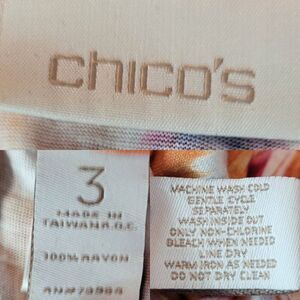 chico's
3
MADE IN
TAIWAN R.O.C.
100% RAYON
MACHINE WASH COLD
GENTLE CYCLE
SEPARATELY
WASH INSIDE OUT
ONLY NON-CHLORINE
BLEACH WHEN NEEDED
LINE DRY
WARM IRON AS NEEDED
DO NOT DRY CLEAN